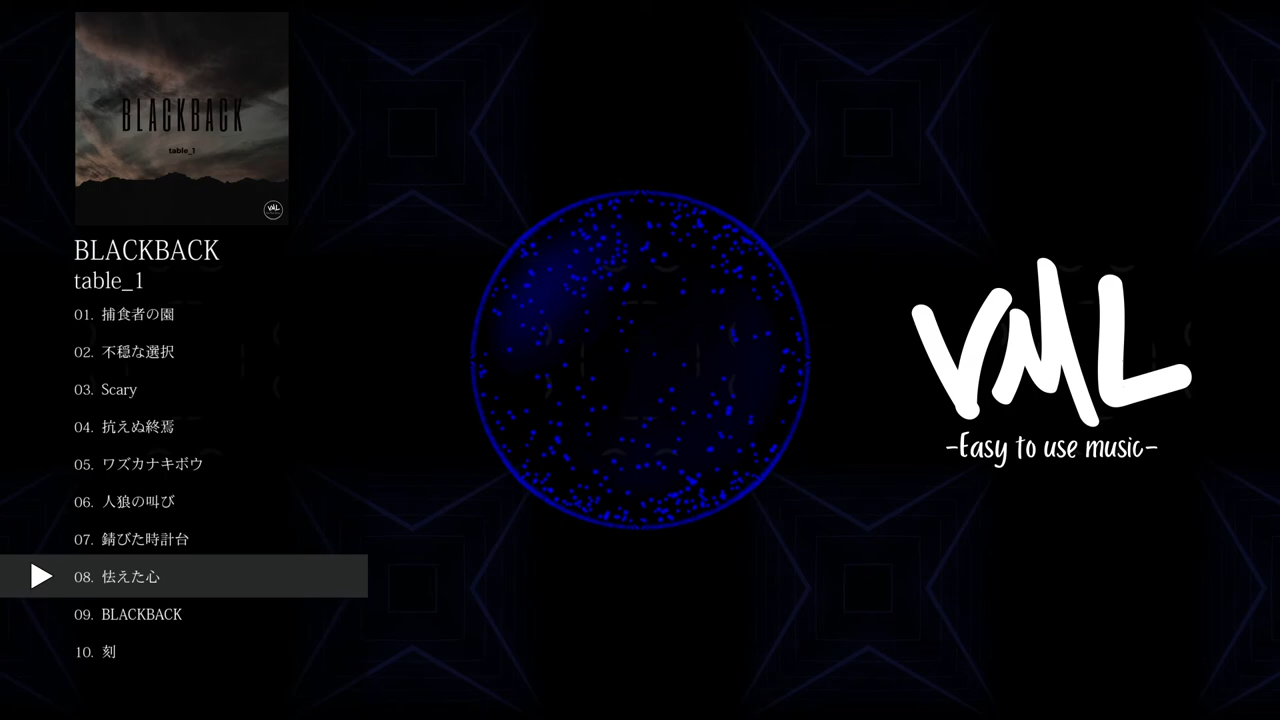 BLACKBACK
table_1
VML
BLACKBACK
table_1
01. 捕食者の園
02. 不穏な選択
03. Scary
04. 抗えぬ終焉
05. ワズカナキボウ
06. 人狼の叫び
07. 錆びた時計台
08. 怯えた心
09. BLACKBACK
10. 刻
VML
-Easy to use music-